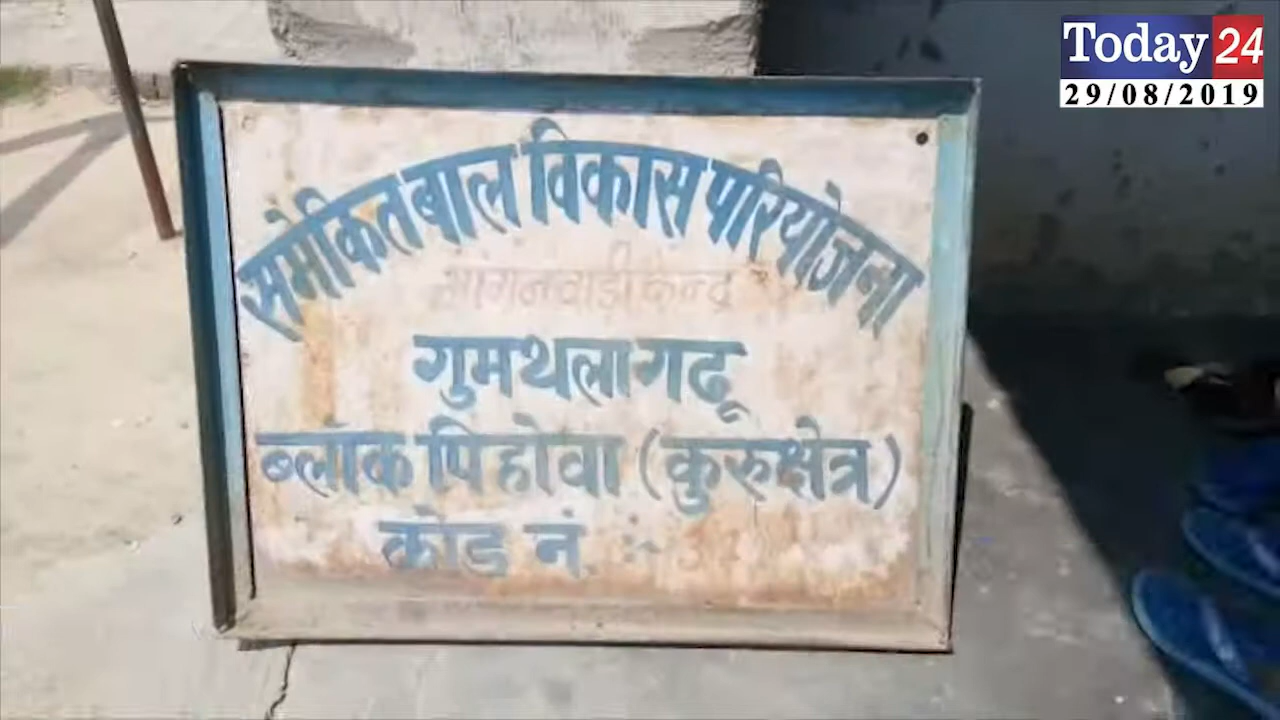 Today 24
29/08/2019
समेकित बाल विकास परियोजना
आंगनवाडी केन्द्र
गुमथला गढू
ब्लॉक पिहोवा (कुरुक्षेत्र)
कोड नं.